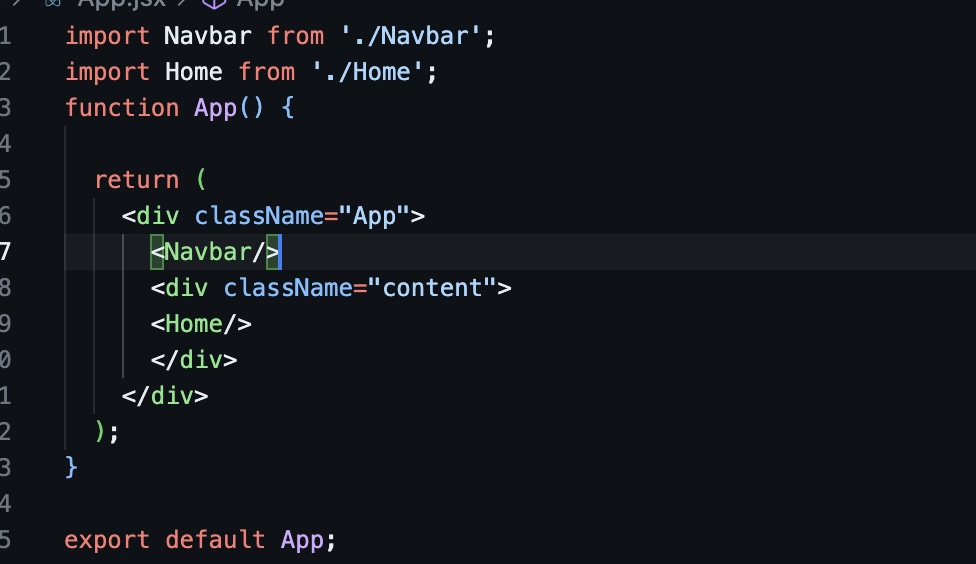 App.jsx > App
1 import Navbar from './Navbar';
2 import Home from './Home';
3 function App() {
4
5 return (
6 <div className="App">
7 <Navbar/>
8 <div className="content">
9 <Home/>
0 </div>
1 </div>
2 );
3 }
4
5 export default App;